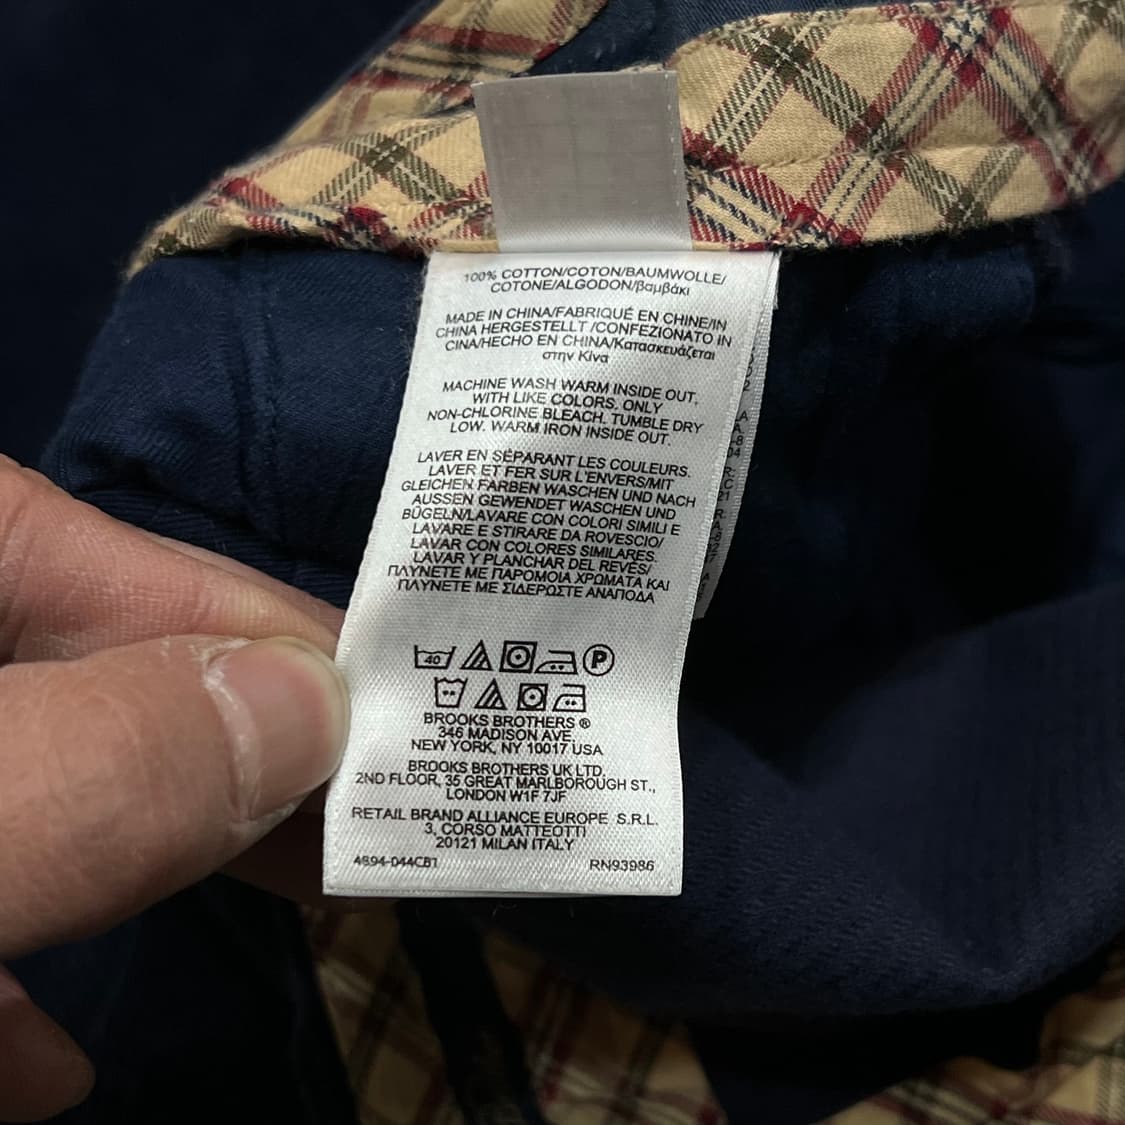 100% COTTON/COTON/BAUMWOLLE/
COTONE/ALGODON/βαμβάκι
MADE IN CHINA/FABRIQUÉ EN CHINE/IN
CHINA HERGESTELLT /CONFEZIONATO IN
CINA/HECHO EN CHINA/Κατασκευάζεται
στην Κίνα
MACHINE WASH WARM INSIDE OUT,
WITH LIKE COLORS. ONLY
NON-CHLORINE BLEACH. TUMBLE DRY
LOW. WARM IRON INSIDE OUT.
LAVER EN SÉPARANT LES COULEURS.
LAVER ET FER SUR L'ENVERS/MIT
GLEICHEN FARBEN WASCHEN UND NACH
AUSSEN GEWENDET WASCHEN UND
BÜGELN/LAVARE CON COLORI SIMILI E
LAVARE E STIRARE DA ROVESCIO/
LAVAR CON COLORES SIMILARES.
LAVAR Y PLANCHAR DEL REVÉS/
ΠΛΥΝΕΤΕ ΜΕ ΠΑΡΟΜΟΙΑ ΧΡΩΜΑΤΑ ΚΑΙ
ΠΛΥΝΕΤΕ ΜΕ ΣΙΔΕΡΩΣΤΕ ΑΝΑΠΟΔΑ
40 P
BROOKS BROTHERS ®
346 MADISON AVE,
NEW YORK, NY 10017 USA
BROOKS BROTHERS UK LTD,
2ND FLOOR, 35 GREAT MARLBOROUGH ST.,
LONDON W1F 7JF
RETAIL BRAND ALLIANCE EUROPE S.R.L.
3, CORSO MATTEOTTI
20121 MILAN ITALY
4894-044CB1 RN93986